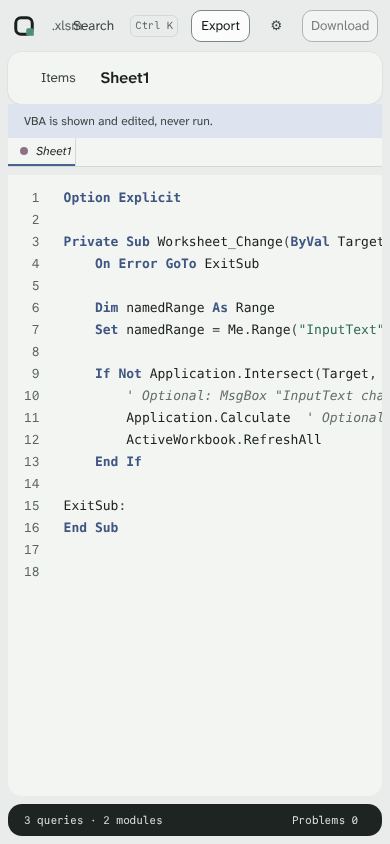 .xlsm Search Ctrl K Export Download
Items Sheet1
VBA is shown and edited, never run.
Sheet1
1 Option Explicit
2
3 Private Sub Worksheet_Change(ByVal Target
4 On Error GoTo ExitSub
5
6 Dim namedRange As Range
7 Set namedRange = Me.Range("InputText"
8
9 If Not Application.Intersect(Target,
10 ' Optional: MsgBox "InputText cha
11 Application.Calculate ' Optional
12 ActiveWorkbook.RefreshAll
13 End If
14
15 ExitSub:
16 End Sub
17
18
3 queries · 2 modules Problems 0